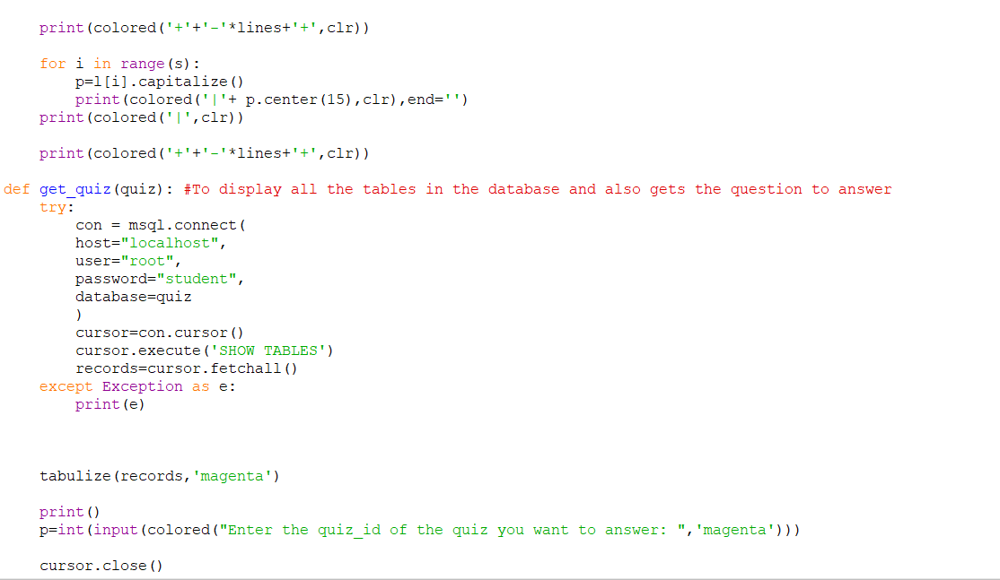 print(colored('+'+'-'*lines+'+',clr))
for i in range(s):
p=l[i].capitalize()
print(colored('|'+ p.center(15),clr),end='')
print(colored('|',clr))
print(colored('+'+'-'*lines+'+',clr))
def get_quiz(quiz): #To display all the tables in the database and also gets the question to answer
try:
con = msql.connect(
host="localhost",
user="root",
password="student",
database=quiz
)
cursor=con.cursor()
cursor.execute('SHOW TABLES')
records=cursor.fetchall()
except Exception as e:
print(e)
tabulize(records,'magenta')
print()
p=int(input(colored("Enter the quiz_id of the quiz you want to answer: ",'magenta')))
cursor.close()